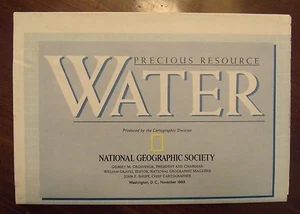 PRECIOUS RESOURCE
WATER
Produced by the Cartographic Division
NATIONAL GEOGRAPHIC SOCIETY
GILBERT M. GROSVENOR, PRESIDENT AND CHAIRMAN
WILLIAM GRAVES, EDITOR, NATIONAL GEOGRAPHIC MAGAZINE
JOHN F. SHUPE, CHIEF CARTOGRAPHER
Washington, D.C., November 1993